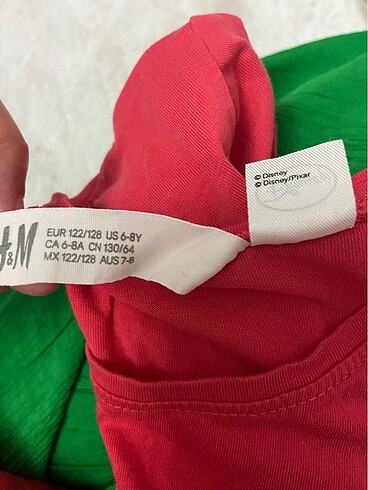 H&M
EUR 122/128 US 6-8Y
CA 6-8A CN 130/64
MX 122/128 AUS 7-8
© Disney
© Disney/Pixar